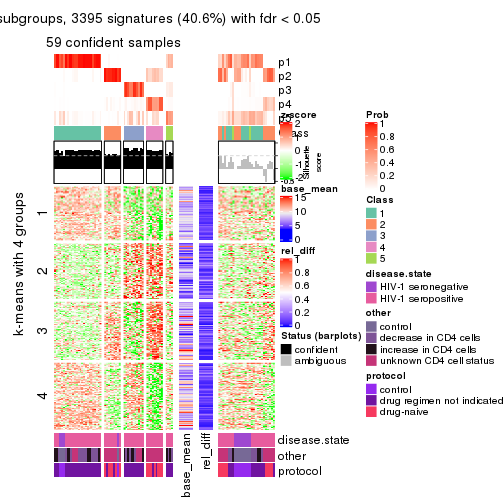 subgroups, 3395 signatures (40.6%) with fdr < 0.05
59 confident samples
p1
p2
p3
p4
z-score
2
1
0
-1
-2
Silhouette
score
1
2
3
4
k-means with 4 groups
base_mean
15
10
5
0
rel_diff
1
0.8
0.6
0.4
0.2
0
Status (barplots)
confident
ambiguous
Prob
1
0.8
0.6
0.4
0.2
0
Class
1
2
3
4
5
disease.state
HIV-1 seronegative
HIV-1 seropositive
other
control
decrease in CD4 cells
increase in CD4 cells
unknown CD4 cell status
protocol
control
drug regimen not indicated
drug-naive
disease.state
other
protocol
base_mean
rel_diff